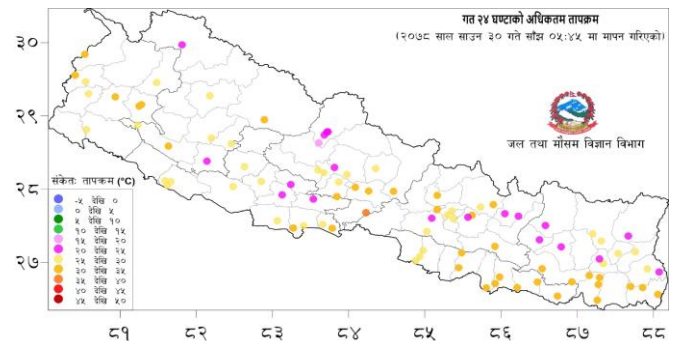 गत २४ घण्टाको अधिकतम तापक्रम
(२०७८ साल साउन ३० गते साँझ ०५:४५ मा मापन गरिएको)
३०
२९
जल तथा मौसम विज्ञान विभाग
२८
संकेतः तापक्रम (°C)
-५ देखि ०
० देखि ५
५ देखि १०
१० देखि १५
१५ देखि २०
२० देखि २५
२५ देखि ३०
३० देखि ३५
३५ देखि ४०
४० देखि ४५
४५ देखि ५०
२७
८१ ८२ ८३ ८४ ८५ ८६ ८७ ८८